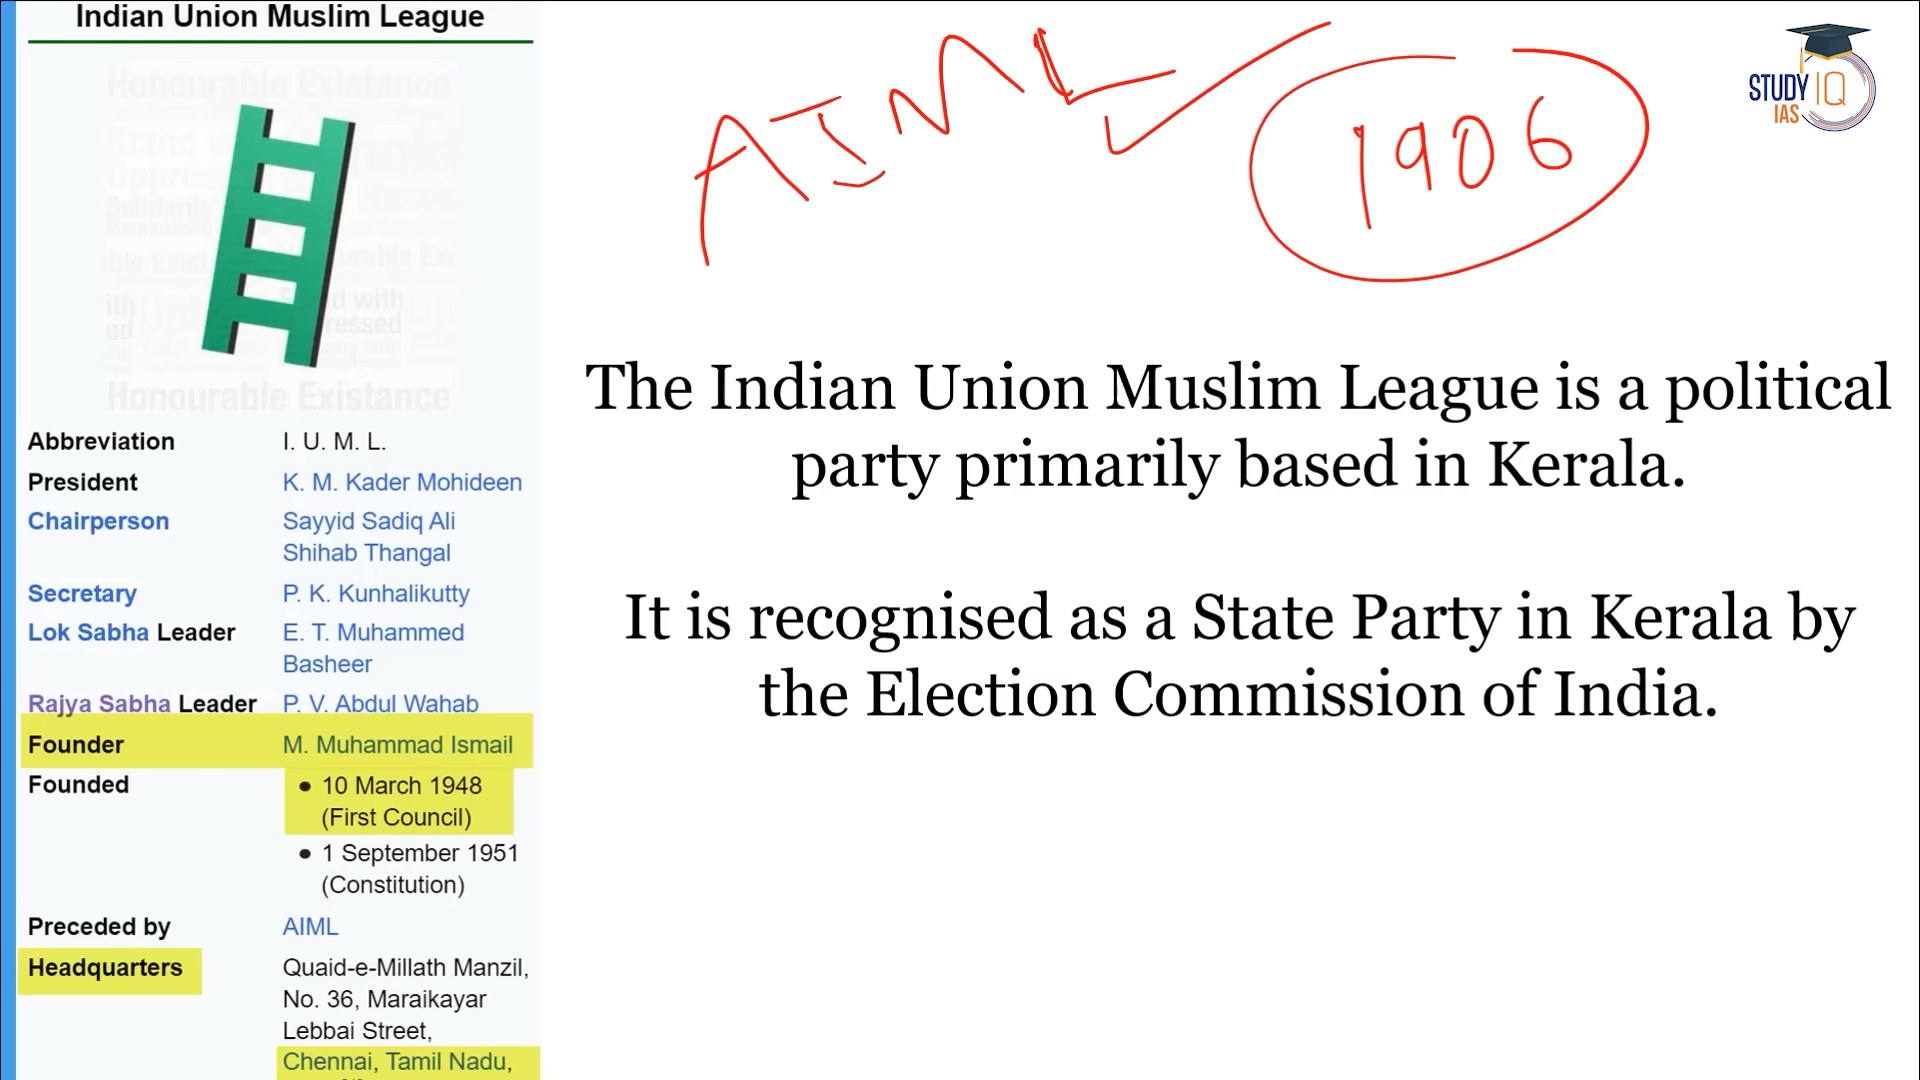 Indian Union Muslim League
Honourable Existance
Honourable Existance
Abbreviation I. U. M. L.
President K. M. Kader Mohideen
Chairperson Sayyid Sadiq Ali
Shihab Thangal
Secretary P. K. Kunhalikutty
Lok Sabha Leader E. T. Muhammed
Basheer
Rajya Sabha Leader P. V. Abdul Wahab
Founder M. Muhammad Ismail
Founded • 10 March 1948
(First Council)
• 1 September 1951
(Constitution)
Preceded by AIML
Headquarters Quaid-e-Millath Manzil,
No. 36, Maraikayar
Lebbai Street,
Chennai, Tamil Nadu,
AIML 1906
STUDY IQ
IAS
The Indian Union Muslim League is a political
party primarily based in Kerala.
It is recognised as a State Party in Kerala by
the Election Commission of India.